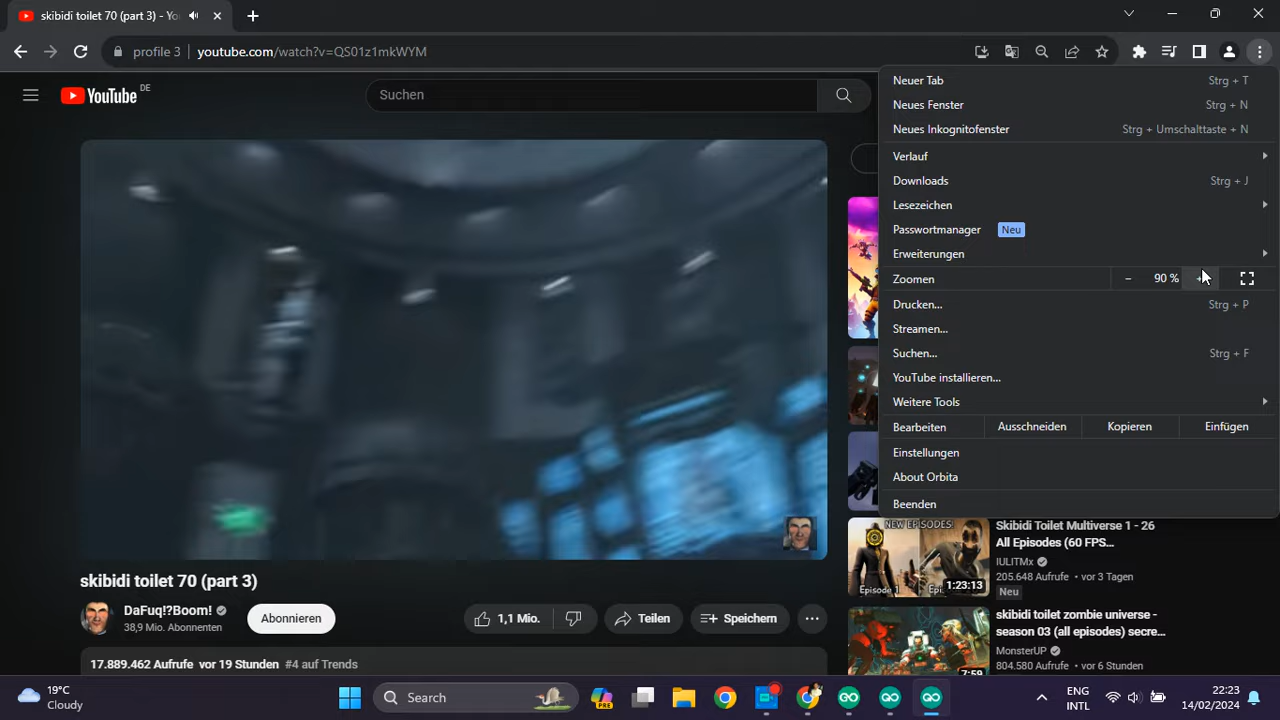 skibidi toilet 70 (part 3) - Yo
profile 3
youtube.com/watch?v=QS01z1mkWYM
YouTube DE
Suchen
Neuer Tab Strg + T
Neues Fenster Strg + N
Neues Inkognitofenster Strg + Umschalttaste + N
Verlauf
Downloads Strg + J
Lesezeichen
Passwortmanager Neu
Erweiterungen
Zoomen − 90 % +
Drucken... Strg + P
Streamen...
Suchen... Strg + F
YouTube installieren...
Weitere Tools
Bearbeiten Ausschneiden Kopieren Einfügen
Einstellungen
About Orbita
Beenden
NEW EPISODES!
Episode 1
1:23:13
Skibidi Toilet Multiverse 1 - 26
All Episodes (60 FPS...
IULITMx
205.648 Aufrufe • vor 3 Tagen
Neu
skibidi toilet 70 (part 3)
DaFuq!?Boom!
38,9 Mio. Abonnenten
Abonnieren
1,1 Mio.
Teilen
Speichern
7:59
skibidi toilet zombie universe -
season 03 (all episodes) secre...
MonsterUP
804.580 Aufrufe • vor 6 Stunden
17.889.462 Aufrufe vor 19 Stunden #4 auf Trends
19°C
Cloudy
Search
PRE
ENG
INTL
22:23
14/02/2024